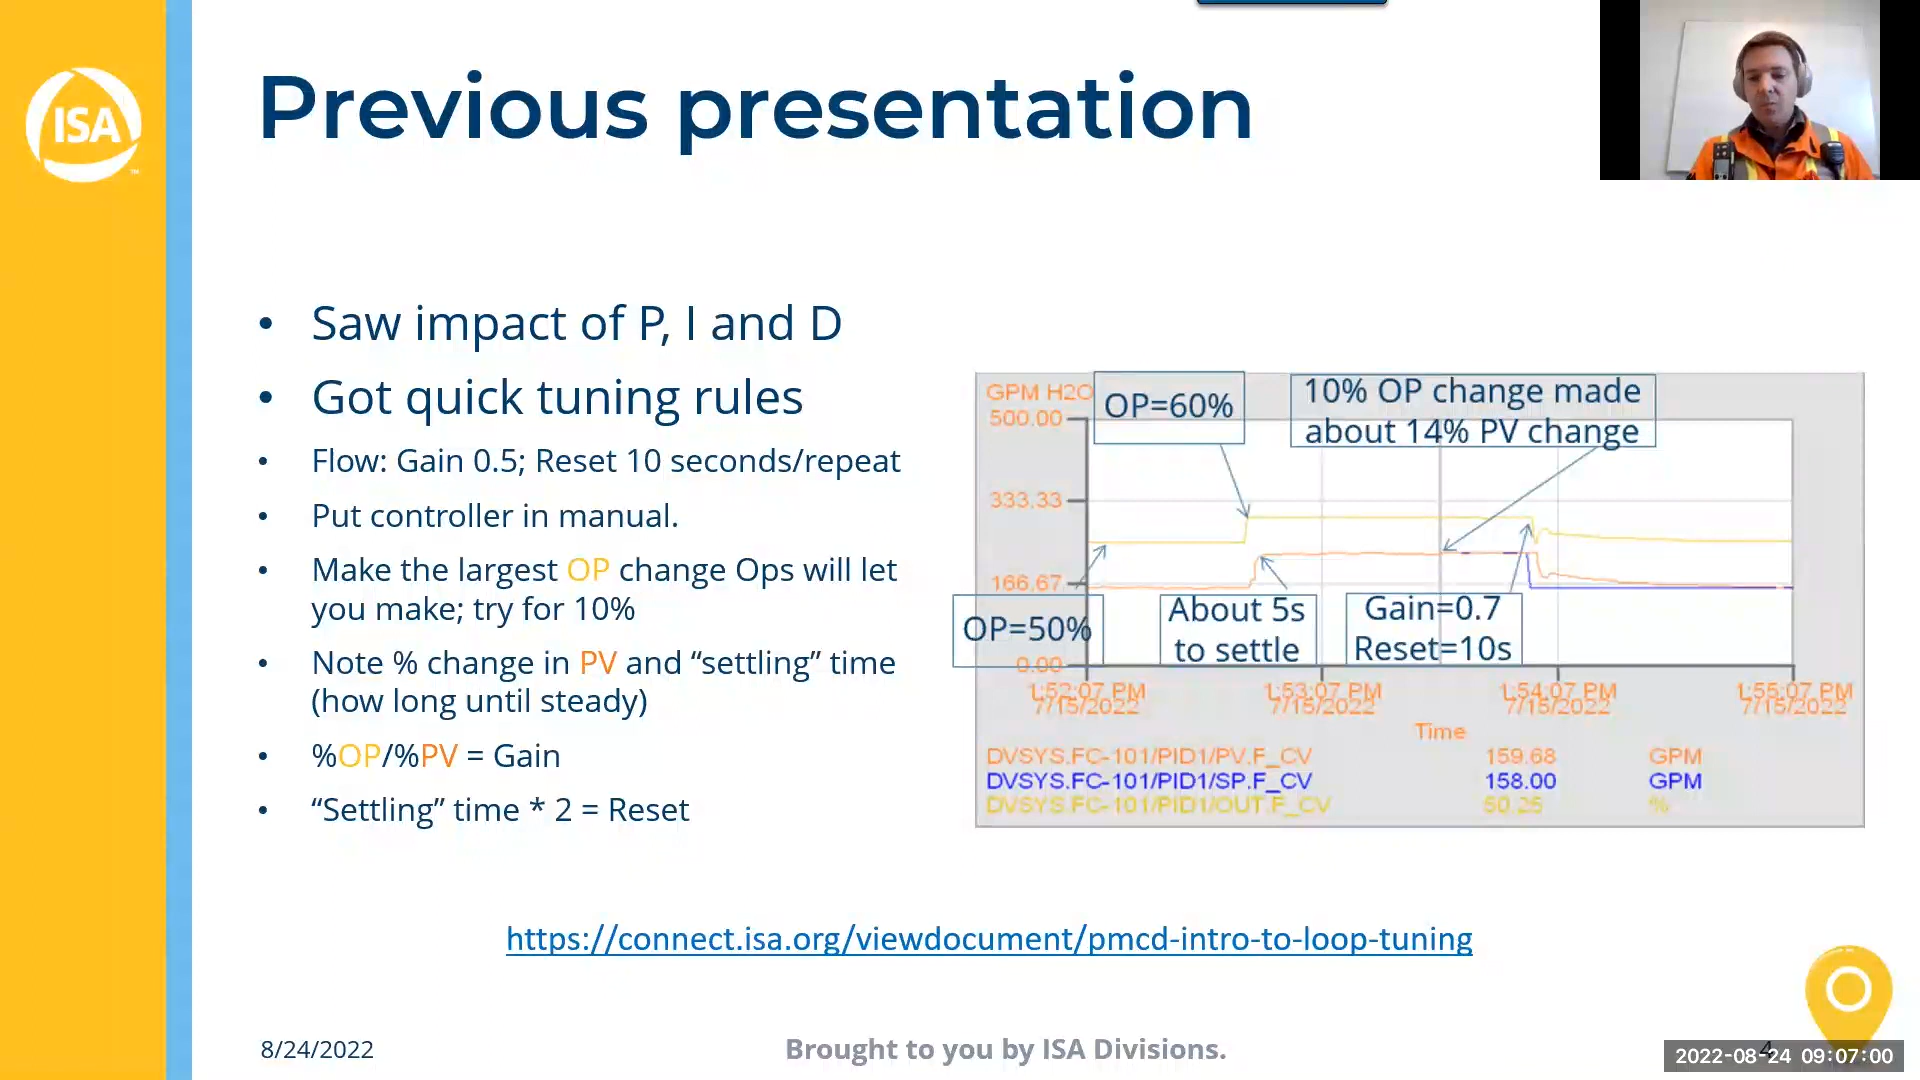 ISA
TM
Previous presentation
• Saw impact of P, I and D
• Got quick tuning rules
• Flow: Gain 0.5; Reset 10 seconds/repeat
• Put controller in manual.
• Make the largest OP change Ops will let
you make; try for 10%
• Note % change in PV and “settling” time
(how long until steady)
• %OP/%PV = Gain
• “Settling” time * 2 = Reset
GPM H2O
500.00
333.33
166.67
0.00
OP=60%
10% OP change made
about 14% PV change
OP=50%
About 5s
to settle
Gain=0.7
Reset=10s
1:52:07 PM
7/15/2022
1:53:07 PM
7/15/2022
1:54:07 PM
7/15/2022
1:55:07 PM
7/15/2022
Time
DVSYS.FC-101/PID1/PV.F_CV 159.68 GPM
DVSYS.FC-101/PID1/SP.F_CV 158.00 GPM
DVSYS.FC-101/PID1/OUT.F_CV 50.25 %
https://connect.isa.org/viewdocument/pmcd-intro-to-loop-tuning
8/24/2022
Brought to you by ISA Divisions.
4
2022-08-24 09:07:00